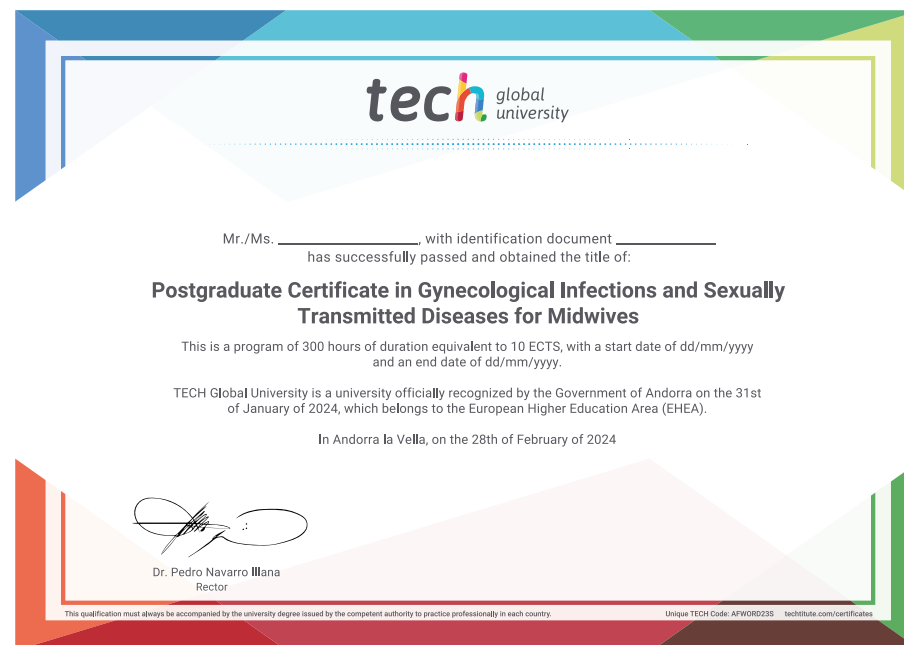 tech global
university
Mr./Ms. ____________, with identification document ____________
has successfully passed and obtained the title of:
Postgraduate Certificate in Gynecological Infections and Sexually
Transmitted Diseases for Midwives
This is a program of 300 hours of duration equivalent to 10 ECTS, with a start date of dd/mm/yyyy
and an end date of dd/mm/yyyy.
TECH Global University is a university officially recognized by the Government of Andorra on the 31st
of January of 2024, which belongs to the European Higher Education Area (EHEA).
In Andorra la Vella, on the 28th of February of 2024
Dr. Pedro Navarro Illana
Rector
This qualification must always be accompanied by the university degree issued by the competent authority to practice professionally in each country. Unique TECH Code: AFWORD23S techtitute.com/certificates